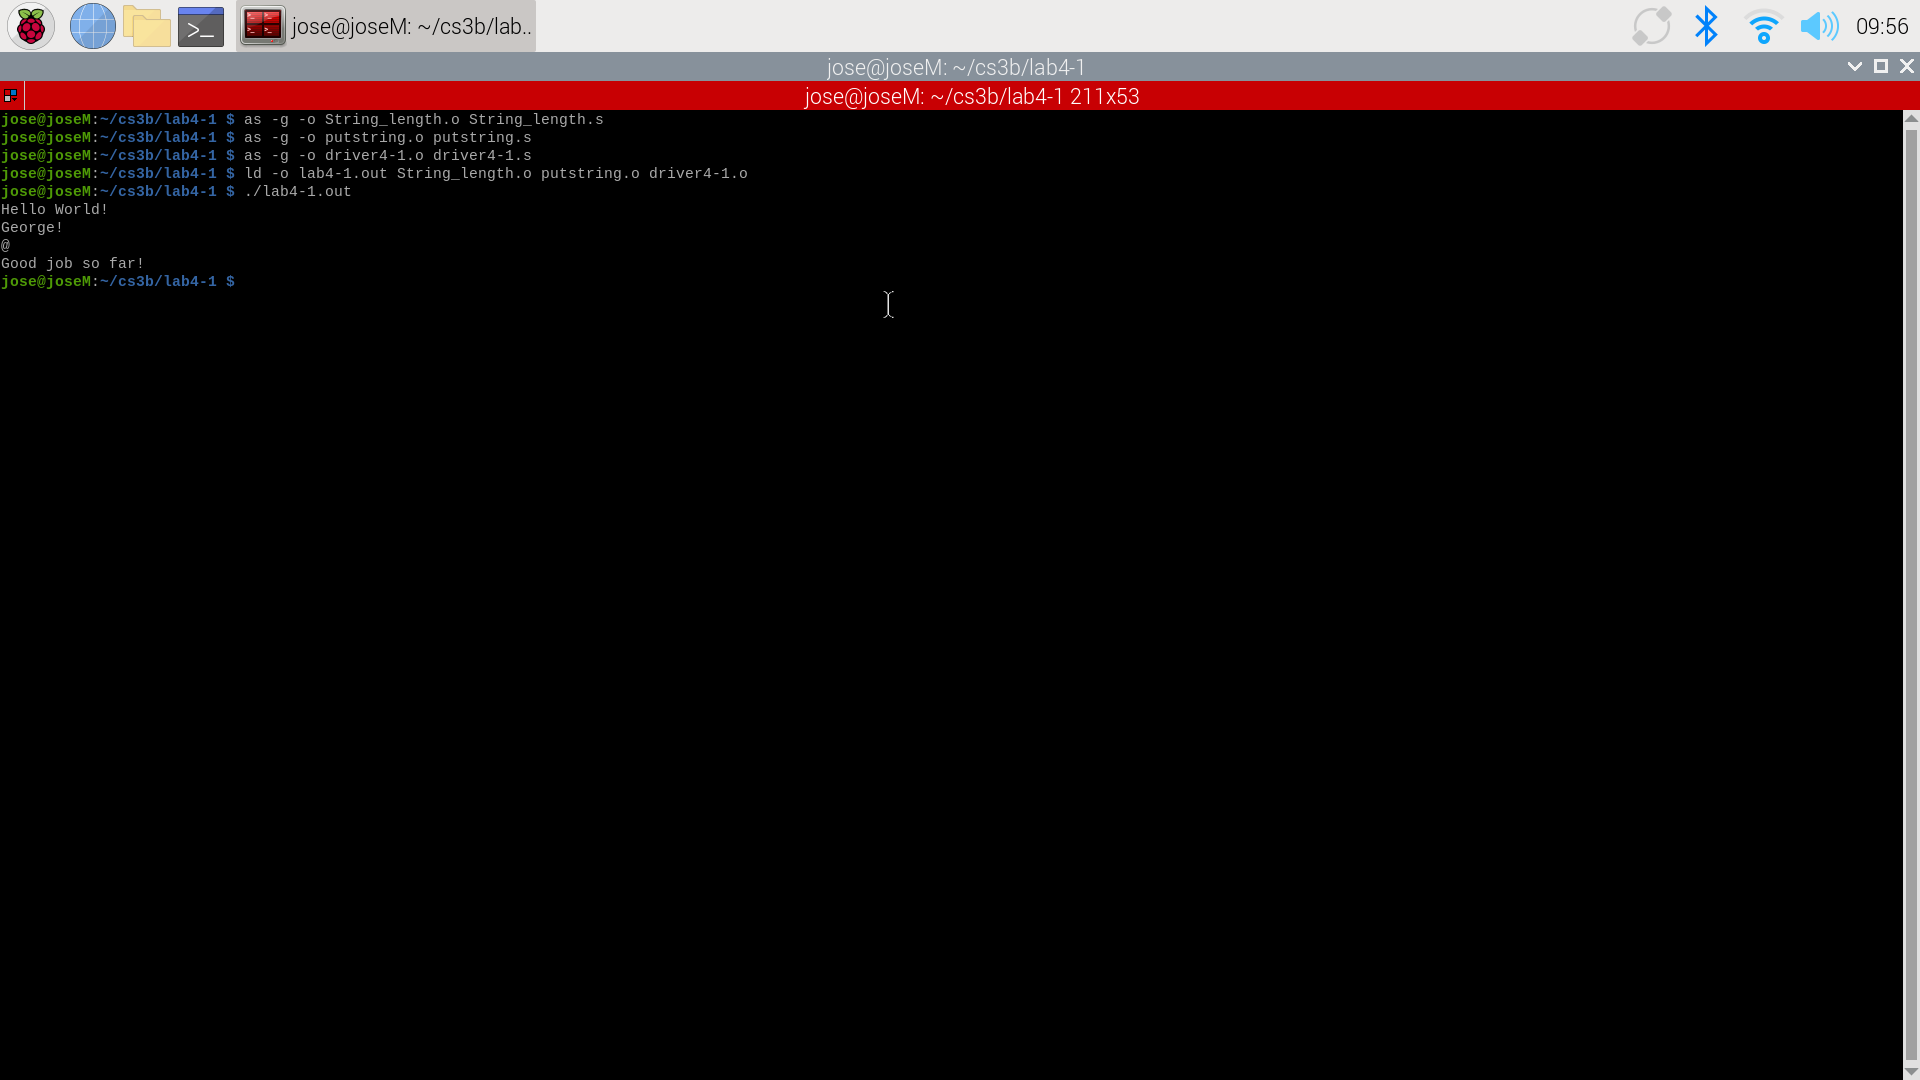 jose@joseM: ~/cs3b/lab..
09:56
jose@joseM: ~/cs3b/lab4-1
jose@joseM: ~/cs3b/lab4-1 211x53
jose@joseM:~/cs3b/lab4-1 $ as -g -o String_length.o String_length.s
jose@joseM:~/cs3b/lab4-1 $ as -g -o putstring.o putstring.s
jose@joseM:~/cs3b/lab4-1 $ as -g -o driver4-1.o driver4-1.s
jose@joseM:~/cs3b/lab4-1 $ ld -o lab4-1.out String_length.o putstring.o driver4-1.o
jose@joseM:~/cs3b/lab4-1 $ ./lab4-1.out
Hello World!
George!
@
Good job so far!
jose@joseM:~/cs3b/lab4-1 $